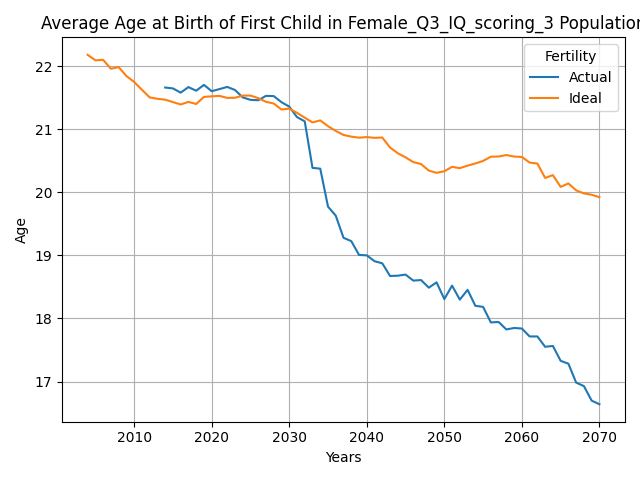 Average Age at Birth of First Child in Female_Q3_IQ_scoring_3 Population
Fertility
Actual
Ideal
22
21
20
19
18
17
Age
2010 2020 2030 2040 2050 2060 2070
Years